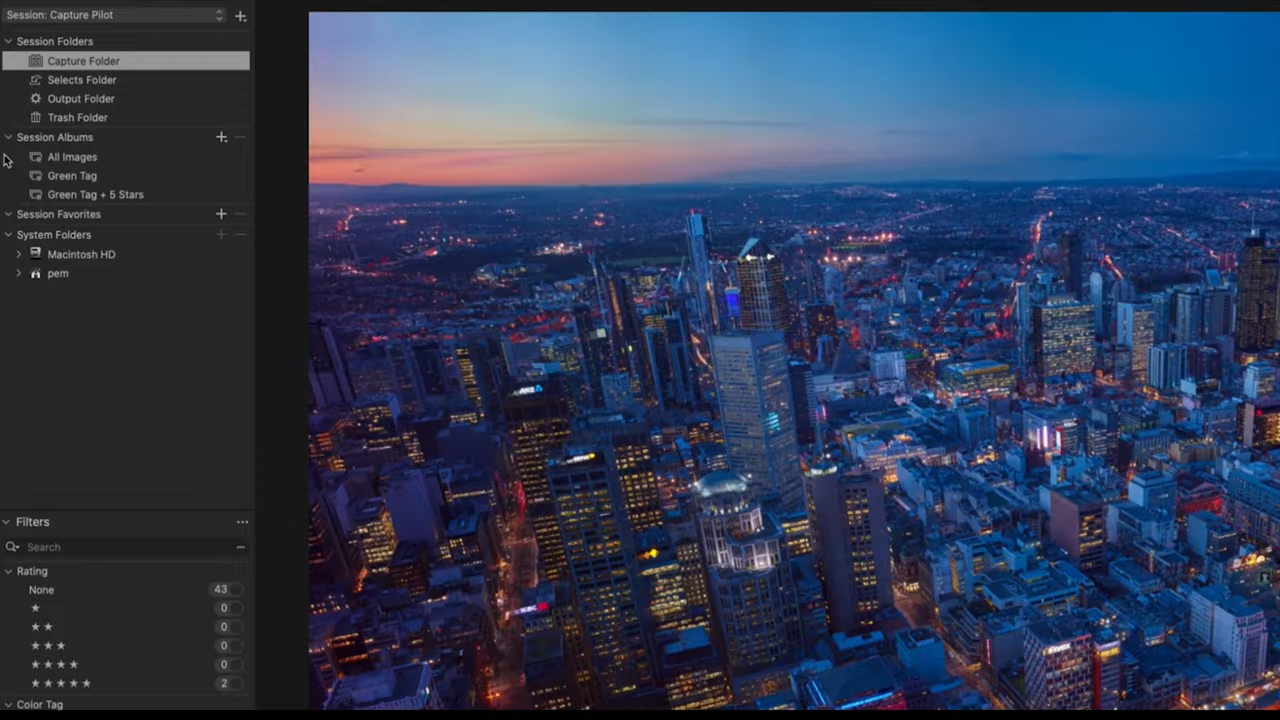 Session: Capture Pilot
Session Folders
Capture Folder
Selects Folder
Output Folder
Trash Folder
Session Albums
All Images
Green Tag
Green Tag + 5 Stars
Session Favorites
System Folders
Macintosh HD
pem
Filters
Search
Rating
None 43
0
0
0
0
2
Color Tag